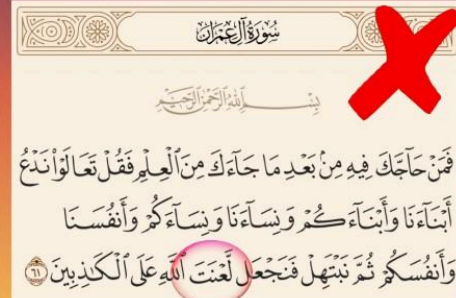 سُورَةُ آلِ عِمْرَانَ
بِسْمِ ٱللَّهِ ٱلرَّحْمَٰنِ ٱلرَّحِيمِ
فَمَنْ حَآجَّكَ فِيهِ مِنۢ بَعْدِ مَا جَآءَكَ مِنَ ٱلْعِلْمِ فَقُلْ تَعَالَوْا۟ نَدْعُ
أَبْنَآءَنَا وَأَبْنَآءَكُمْ وَنِسَآءَنَا وَنِسَآءَكُمْ وَأَنفُسَنَا
وَأَنفُسَكُمْ ثُمَّ نَبْتَهِلْ فَنَجْعَل لَّعْنَتَ ٱللَّهِ عَلَى ٱلْكَٰذِبِينَ ٦١